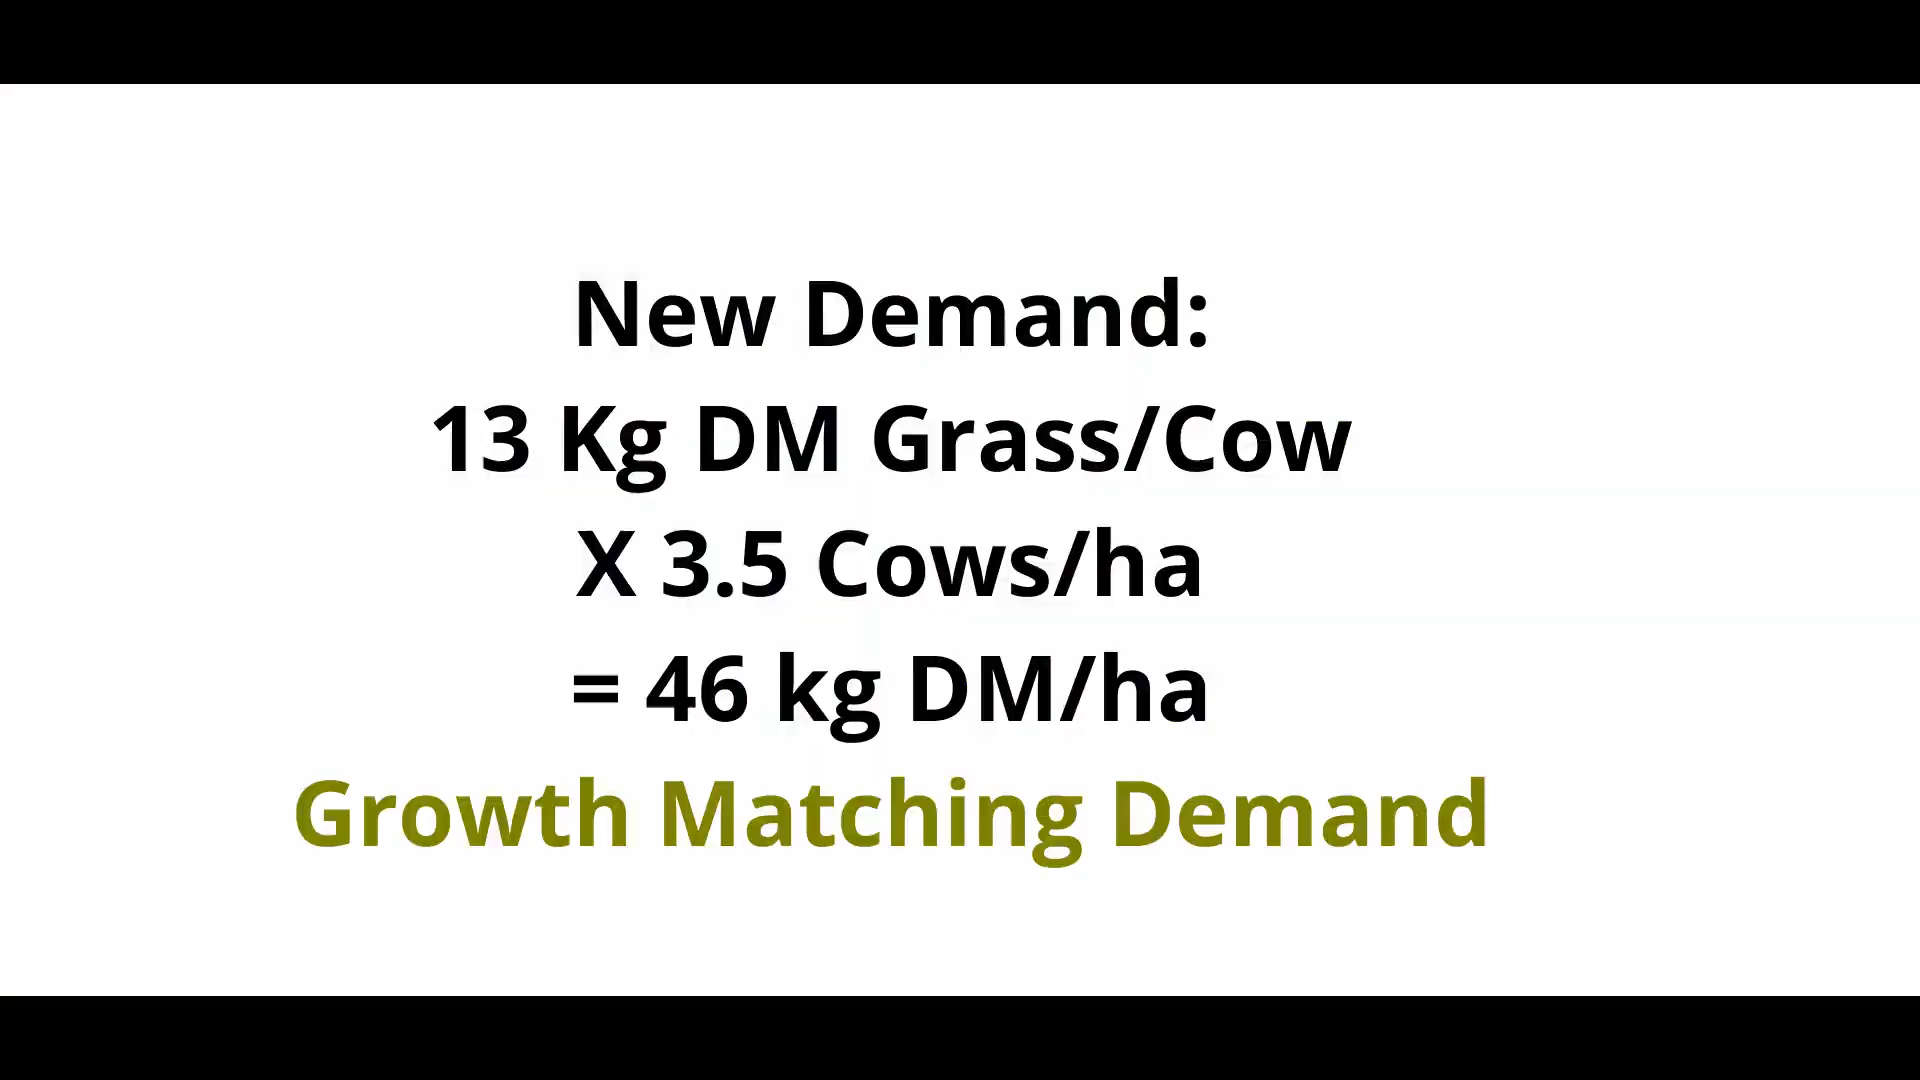 New Demand:
13 Kg DM Grass/Cow
X 3.5 Cows/ha
= 46 kg DM/ha
Growth Matching Demand